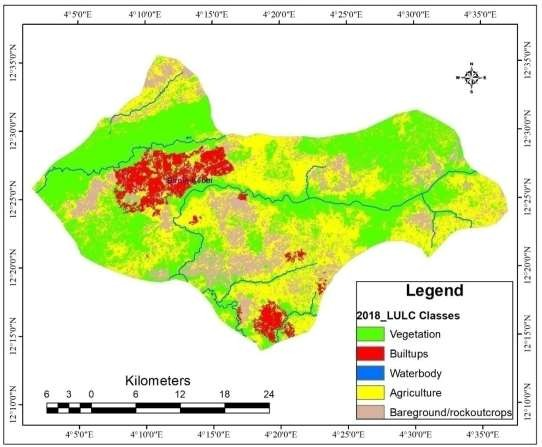 4°5'0"E 4°10'0"E 4°15'0"E 4°20'0"E 4°25'0"E 4°30'0"E 4°35'0"E
12°35'0"N 12°35'0"N
N
W E
S
12°30'0"N 12°30'0"N
12°25'0"N 12°25'0"N
12°20'0"N 12°20'0"N
12°15'0"N 12°15'0"N
12°10'0"N 12°10'0"N
Legend
2018_LULC Classes
Vegetation
Builtups
Waterbody
Agriculture
Bareground/rockoutcrops
Kilometers
6 3 0 6 12 18 24
4°5'0"E 4°10'0"E 4°15'0"E 4°20'0"E 4°25'0"E 4°30'0"E 4°35'0"E